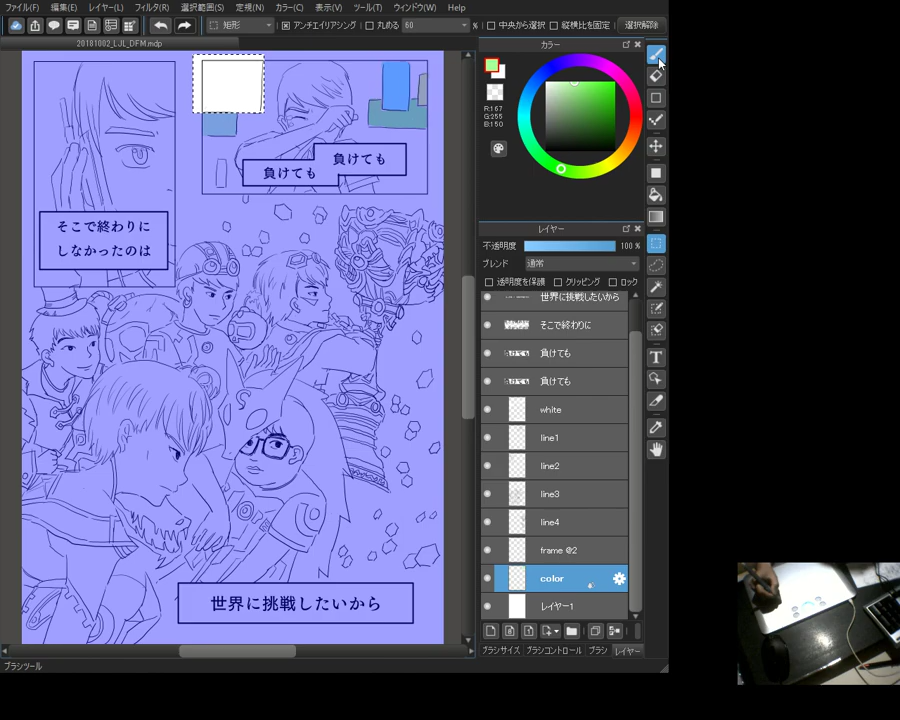 ファイル(F) 編集(E) レイヤー(L) フィルタ(R) 選択範囲(S) 定規(N) カラー(C) 表示(V) ツール(T) ウィンドウ(W) Help
矩形 アンチエイリアシング 丸める 60 % 中央から選択 縦横比を固定 選択解除
20181002_LJL_DFM.mdp
カラー
R:167
G:255
B:150
負けても
負けても
そこで終わりに
しなかったのは
世界に挑戦したいから
レイヤー
不透明度 100 %
ブレンド 通常
透明度を保護 クリッピング ロック
世界に挑戦したいから
そこで終わりに
負けても
負けても
white
line1
line2
line3
line4
frame @2
color
レイヤー1
ブラシサイズ ブラシコントロール ブラシ レイヤー
ブラシツール